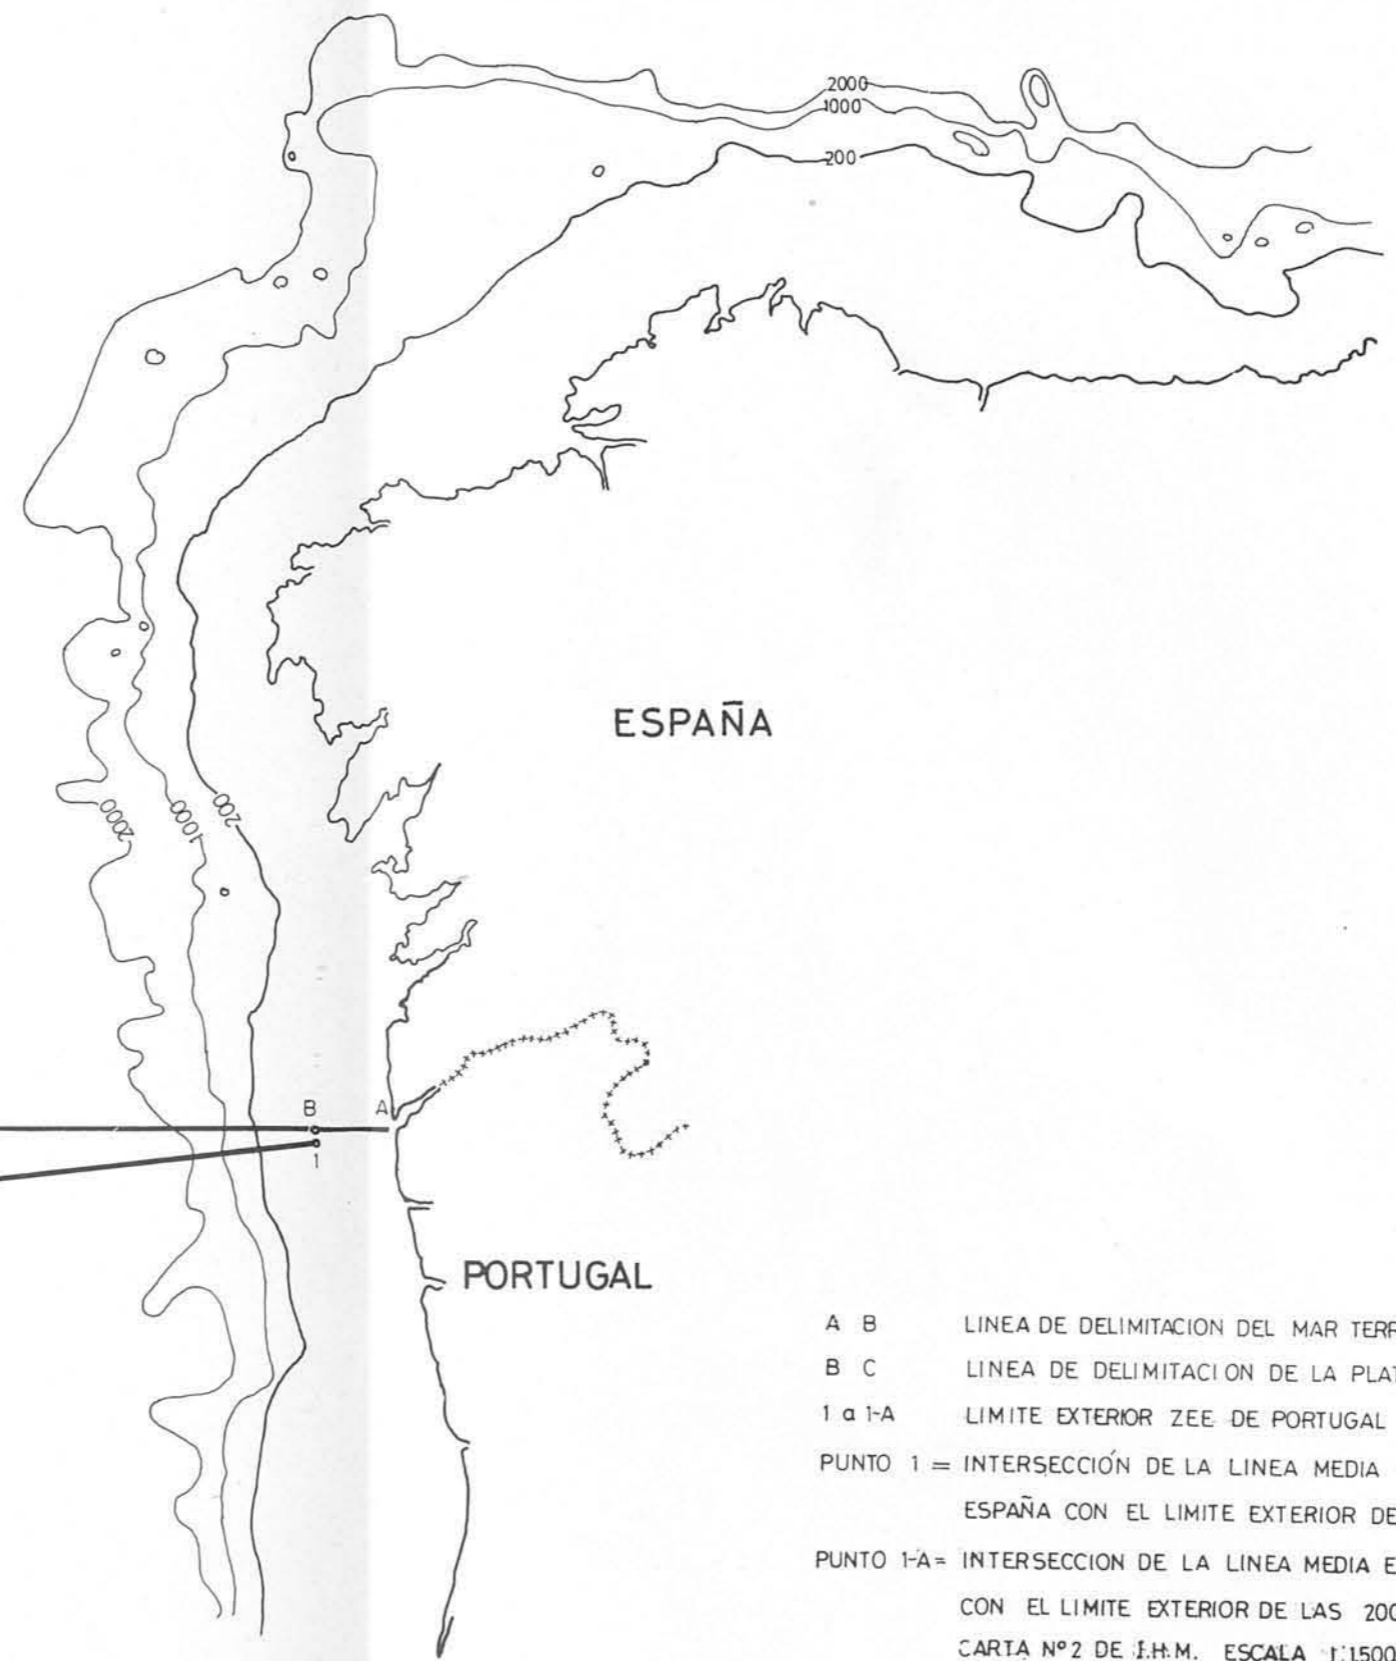 2000
1000
200
ESPAÑA
2000
1000
200
B A
1
PORTUGAL
A B LINEA DE DELIMITACION DEL MAR TERR
B C LINEA DE DELIMITACION DE LA PLAT
1 a 1-A LIMITE EXTERIOR ZEE DE PORTUGAL
PUNTO 1 = INTERSECCIÓN DE LA LINEA MEDIA
ESPAÑA CON EL LIMITE EXTERIOR DE
PUNTO 1-A= INTERSECCION DE LA LINEA MEDIA E
CON EL LIMITE EXTERIOR DE LAS 200
CARTA Nº 2 DE I.H.M. ESCALA 1:1500